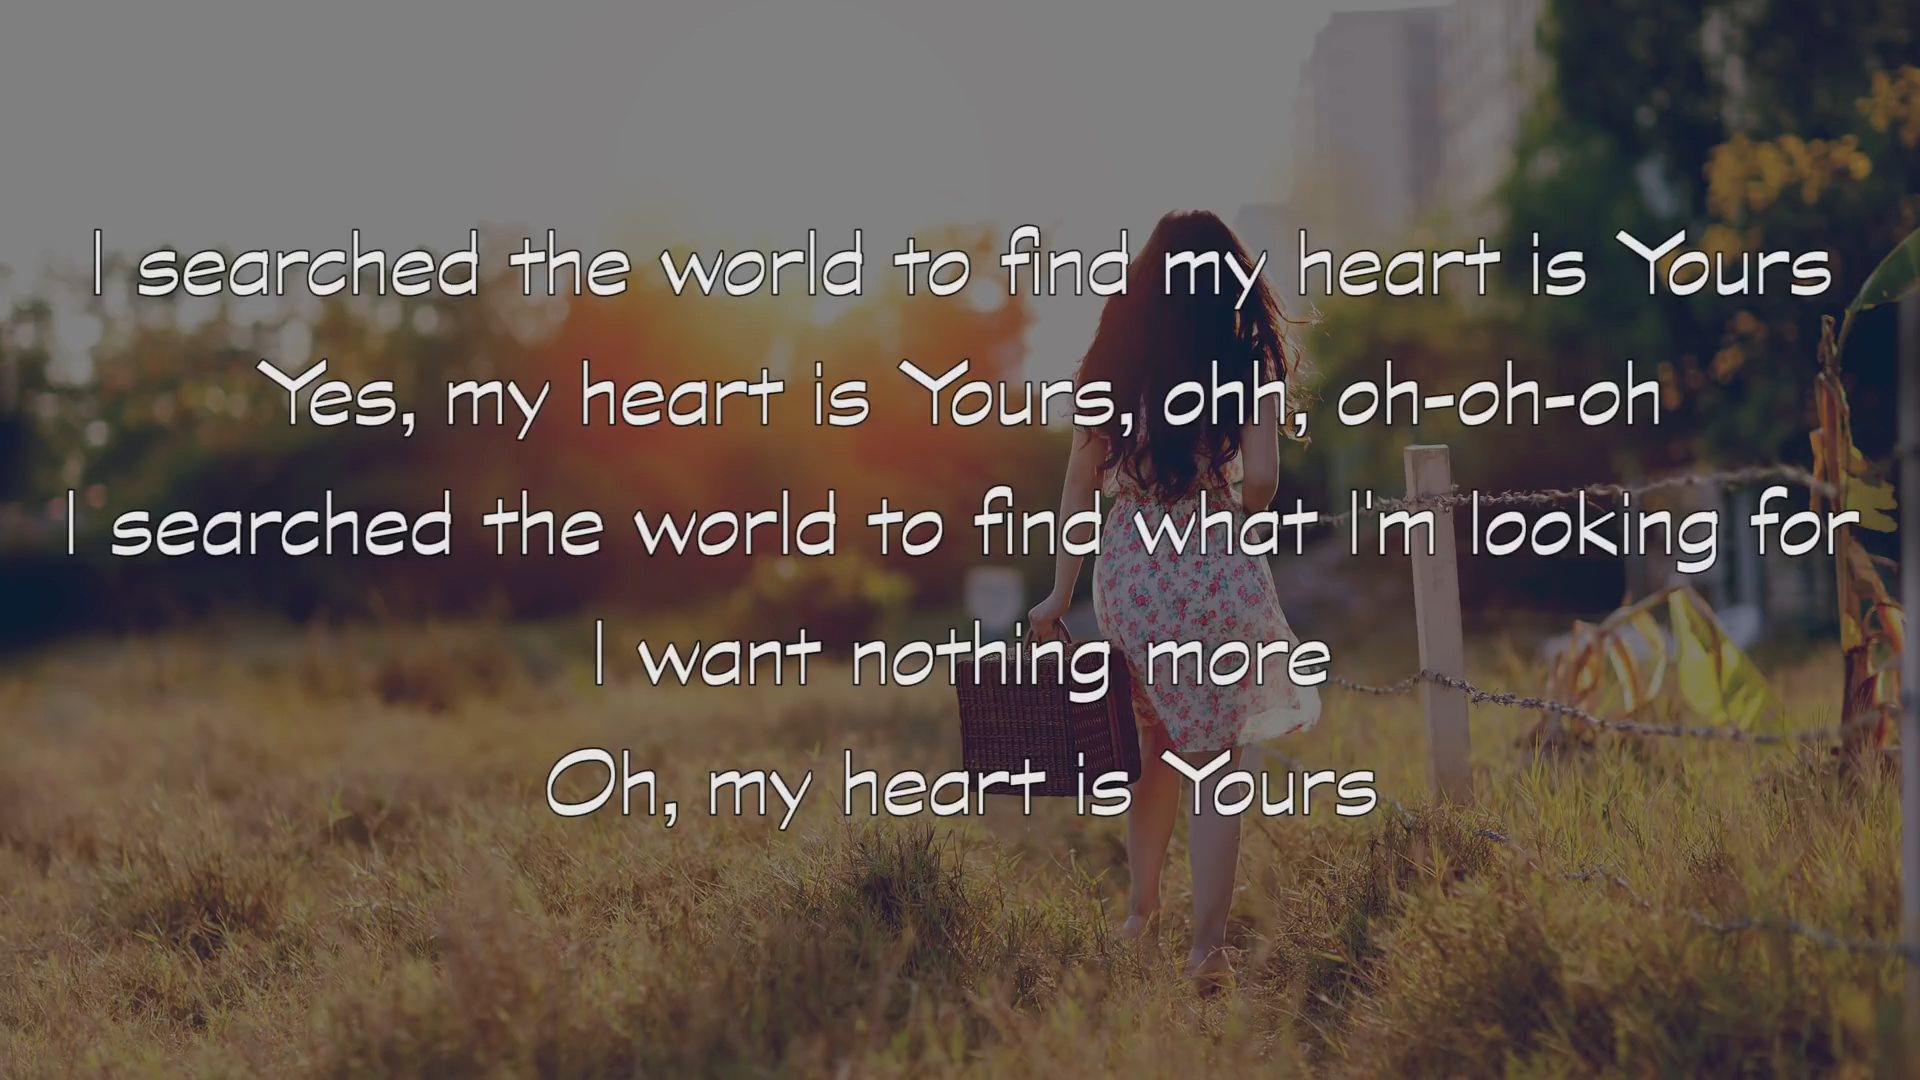 I searched the world to find my heart is Yours
Yes, my heart is Yours, ohh, oh-oh-oh
I searched the world to find what I'm looking for
I want nothing more
Oh, my heart is Yours